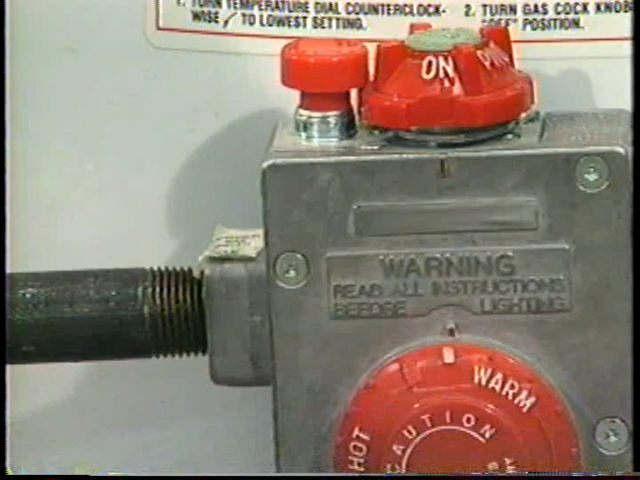 1. TURN TEMPERATURE DIAL COUNTERCLOCK-
WISE TO LOWEST SETTING.
2. TURN GAS COCK KNOB
"OFF" POSITION.
ON
WARNING
READ ALL INSTRUCTIONS
BEFORE LIGHTING
WARM
HOT
CAUTION